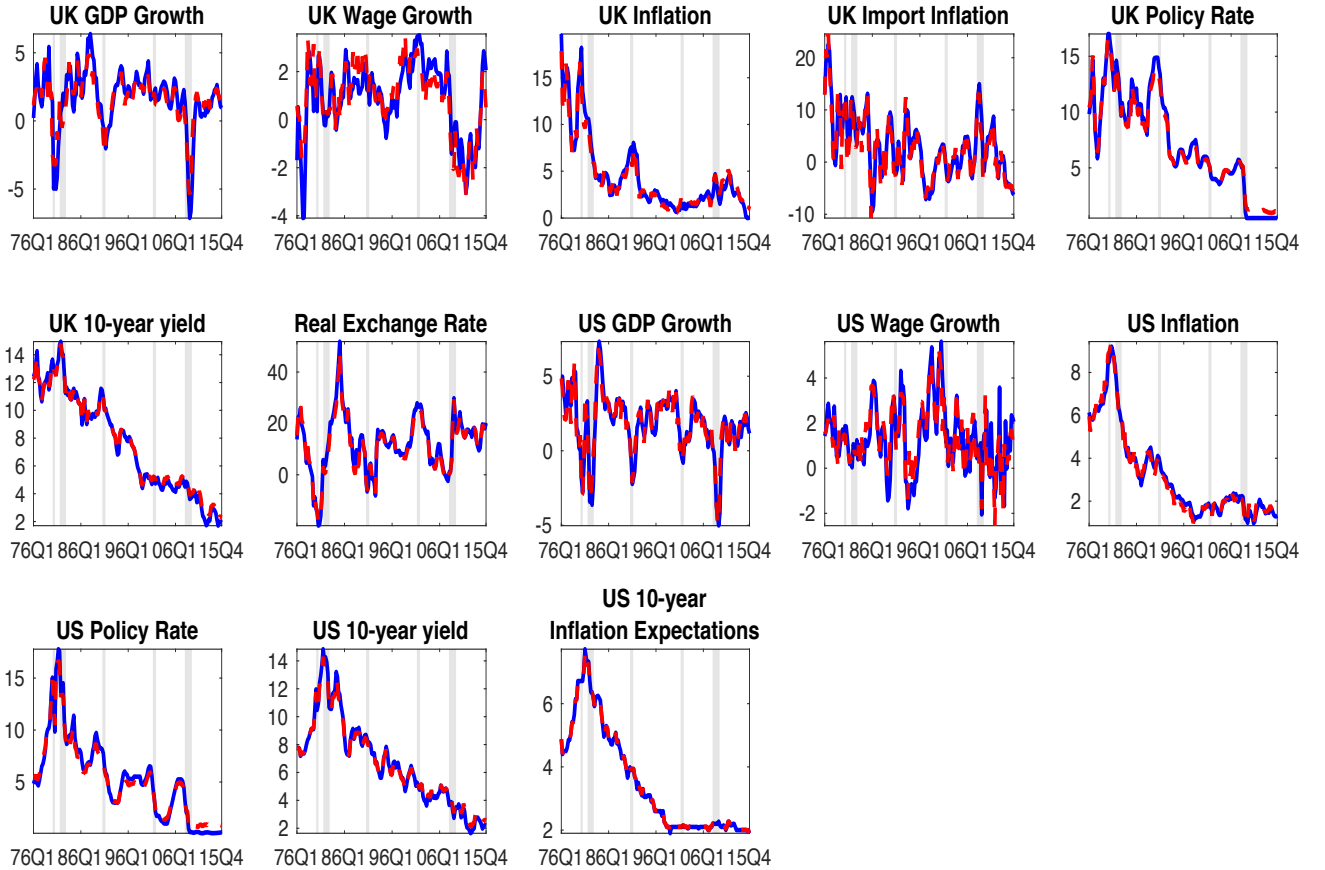 UK GDP Growth
5
0
-5
76Q1 86Q1 96Q1 06Q1 15Q4
UK Wage Growth
2
0
-2
-4
76Q1 86Q1 96Q1 06Q1 15Q4
UK Inflation
15
10
5
0
76Q1 86Q1 96Q1 06Q1 15Q4
UK Import Inflation
20
10
0
-10
76Q1 86Q1 96Q1 06Q1 15Q4
UK Policy Rate
15
10
5
76Q1 86Q1 96Q1 06Q1 15Q4
UK 10-year yield
14
12
10
8
6
4
2
76Q1 86Q1 96Q1 06Q1 15Q4
Real Exchange Rate
40
20
0
76Q1 86Q1 96Q1 06Q1 15Q4
US GDP Growth
5
0
-5
76Q1 86Q1 96Q1 06Q1 15Q4
US Wage Growth
4
2
0
-2
76Q1 86Q1 96Q1 06Q1 15Q4
US Inflation
8
6
4
2
76Q1 86Q1 96Q1 06Q1 15Q4
US Policy Rate
15
10
5
76Q1 86Q1 96Q1 06Q1 15Q4
US 10-year yield
14
12
10
8
6
4
2
76Q1 86Q1 96Q1 06Q1 15Q4
US 10-year
Inflation Expectations
6
4
2
76Q1 86Q1 96Q1 06Q1 15Q4